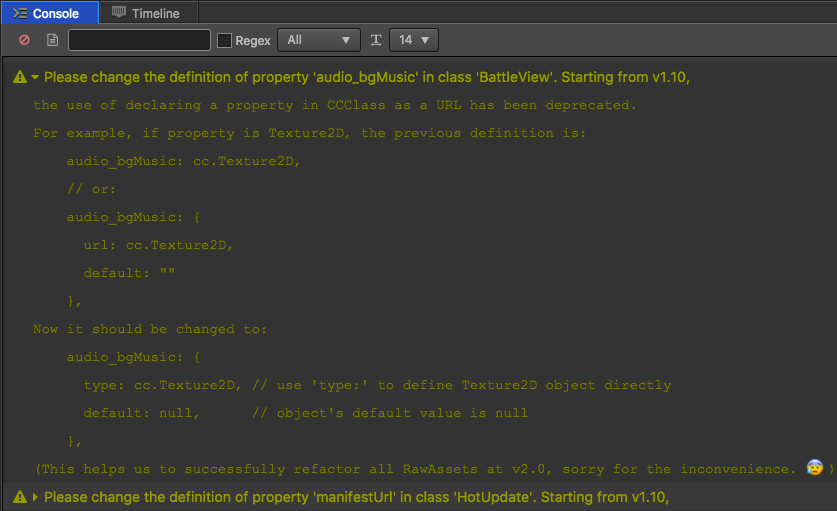 Console Timeline
Regex All 14
Please change the definition of property 'audio_bgMusic' in class 'BattleView'. Starting from v1.10,
the use of declaring a property in CCClass as a URL has been deprecated.
For example, if property is Texture2D, the previous definition is:
audio_bgMusic: cc.Texture2D,
// or:
audio_bgMusic: {
url: cc.Texture2D,
default: ""
},
Now it should be changed to:
audio_bgMusic: {
type: cc.Texture2D, // use 'type:' to define Texture2D object directly
default: null, // object's default value is null
},
(This helps us to successfully refactor all RawAssets at v2.0, sorry for the inconvenience. 😰 )
Please change the definition of property 'manifestUrl' in class 'HotUpdate'. Starting from v1.10,